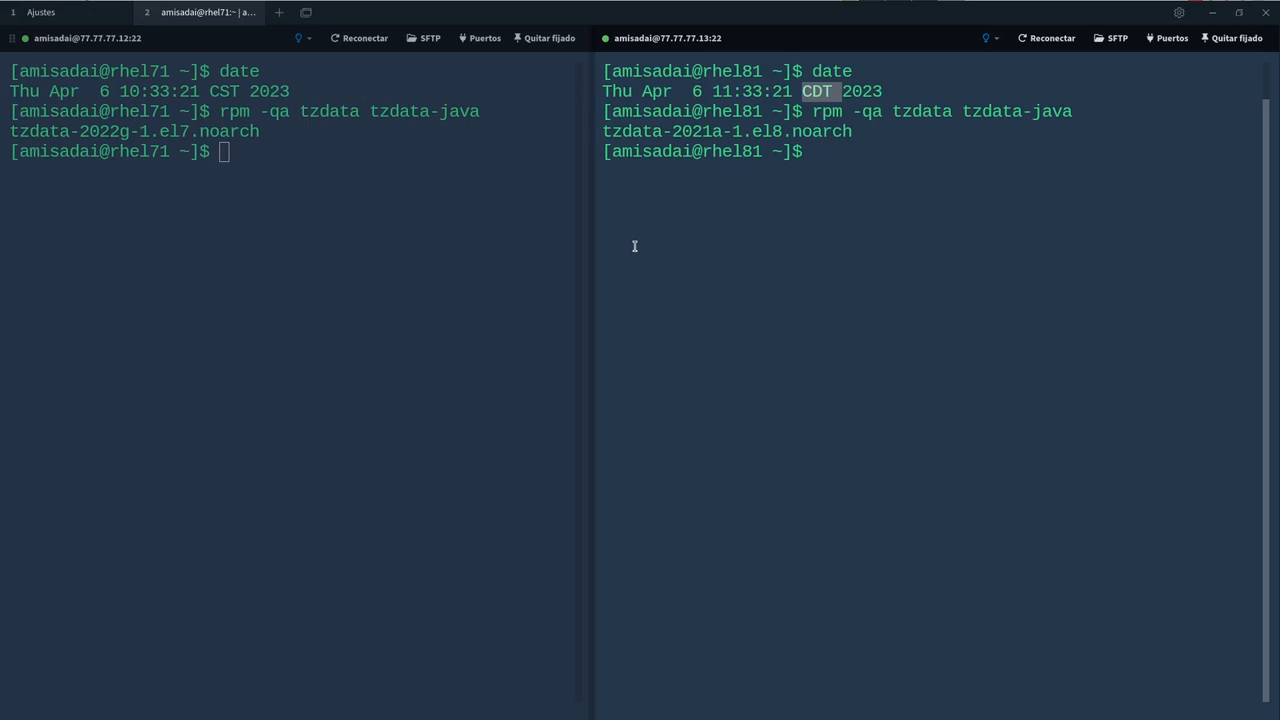 1 Ajustes 2 amisadai@rhel71:~ | a...
amisadai@77.77.77.12:22 Reconectar SFTP Puertos Quitar fijado
[amisadai@rhel71 ~]$ date
Thu Apr  6 10:33:21 CST 2023
[amisadai@rhel71 ~]$ rpm -qa tzdata tzdata-java
tzdata-2022g-1.el7.noarch
[amisadai@rhel71 ~]$
amisadai@77.77.77.13:22 Reconectar SFTP Puertos Quitar fijado
[amisadai@rhel81 ~]$ date
Thu Apr  6 11:33:21 CDT 2023
[amisadai@rhel81 ~]$ rpm -qa tzdata tzdata-java
tzdata-2021a-1.el8.noarch
[amisadai@rhel81 ~]$